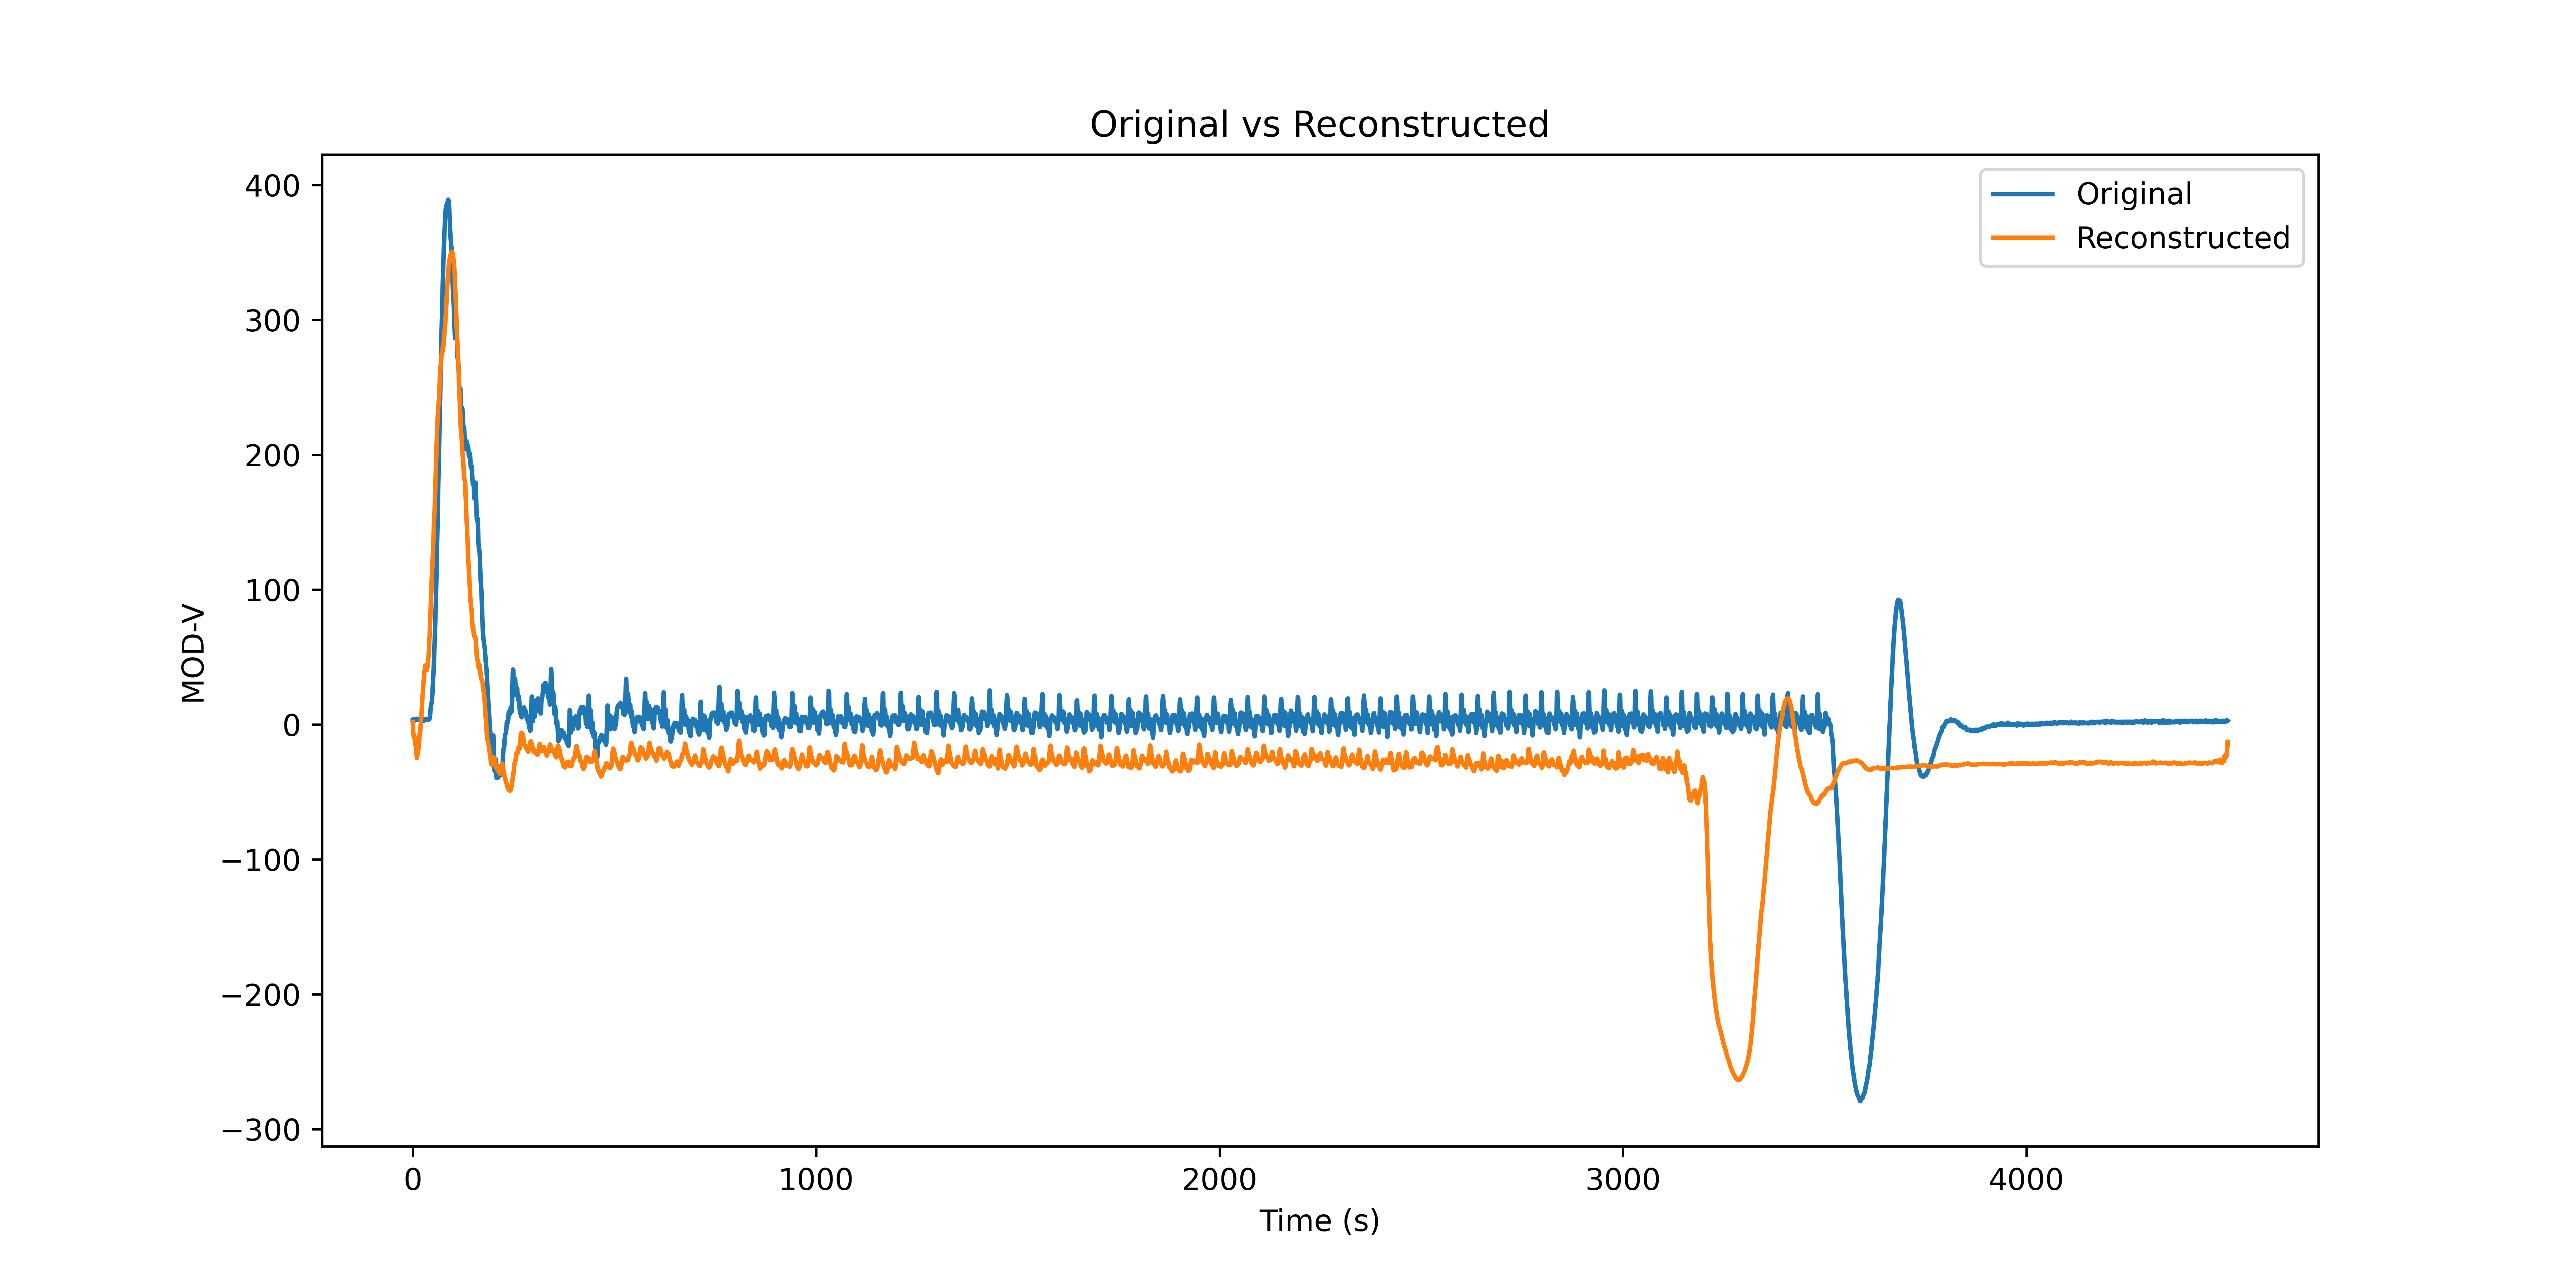 Original vs Reconstructed
Original
Reconstructed
400
300
200
100
0
−100
−200
−300
MOD-V
0
1000
2000
3000
4000
Time (s)